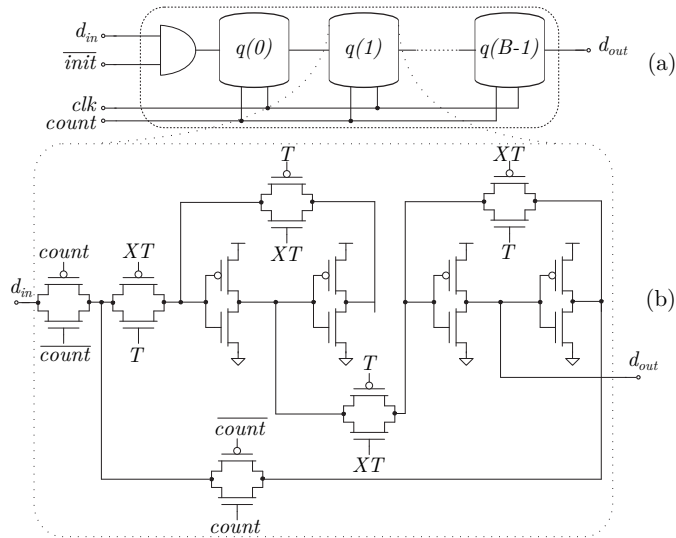 d_in
init
q(0)
q(1)
q(B-1)
d_out
(a)
clk
count
T
XT
XT
T
count
XT
d_in
count
T
(b)
T
XT
d_out
count
count